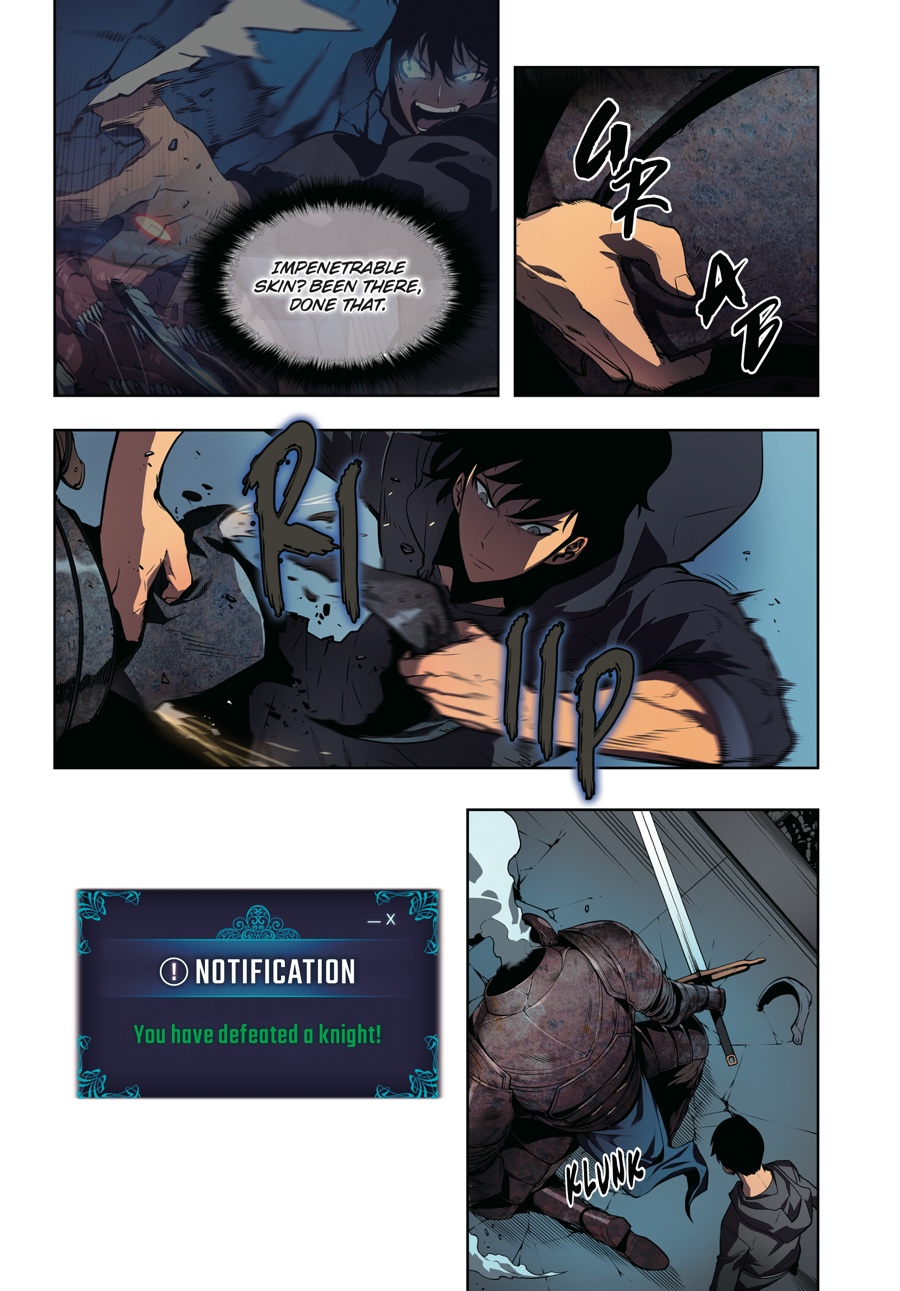 IMPENETRABLE
SKIN? BEEN THERE,
DONE THAT.
GRAB
RIIIP
— X
! NOTIFICATION
You have defeated a knight!
KLUNK